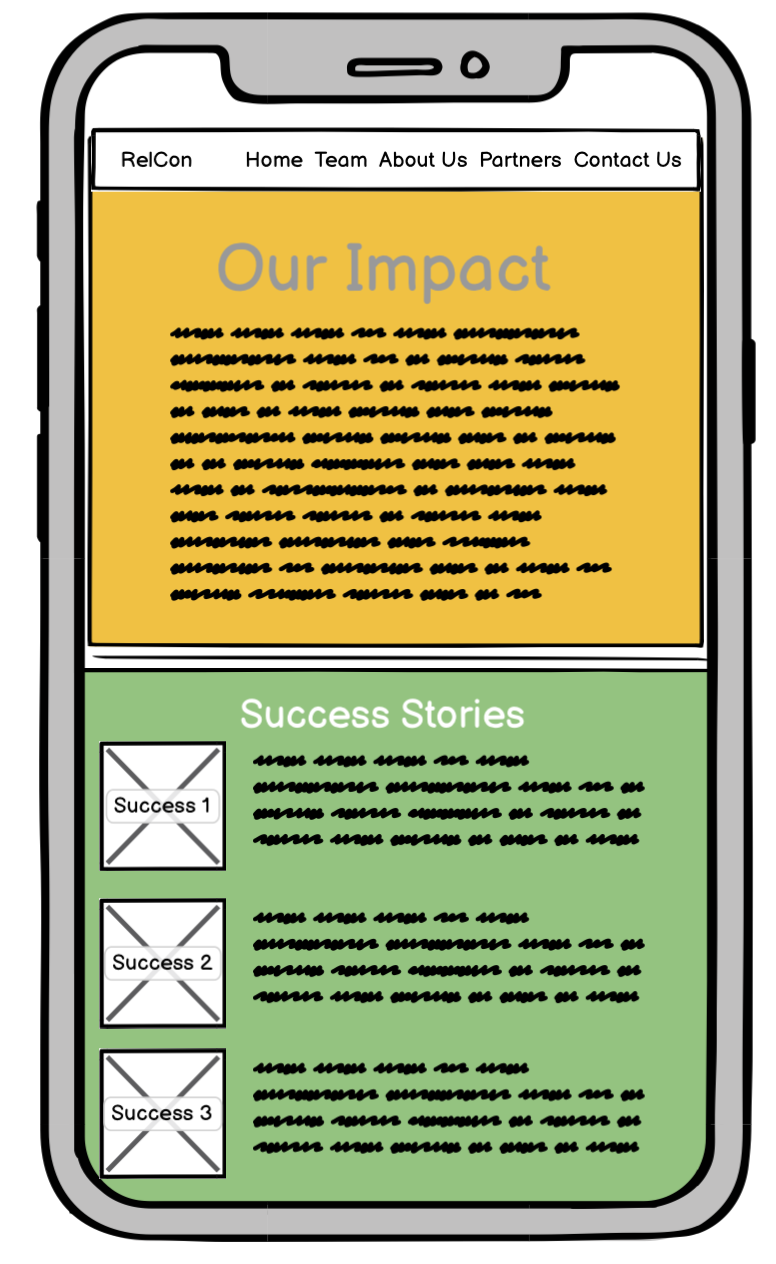 RelCon Home Team About Us Partners Contact Us
Our Impact
Success Stories
Success 1
Success 2
Success 3